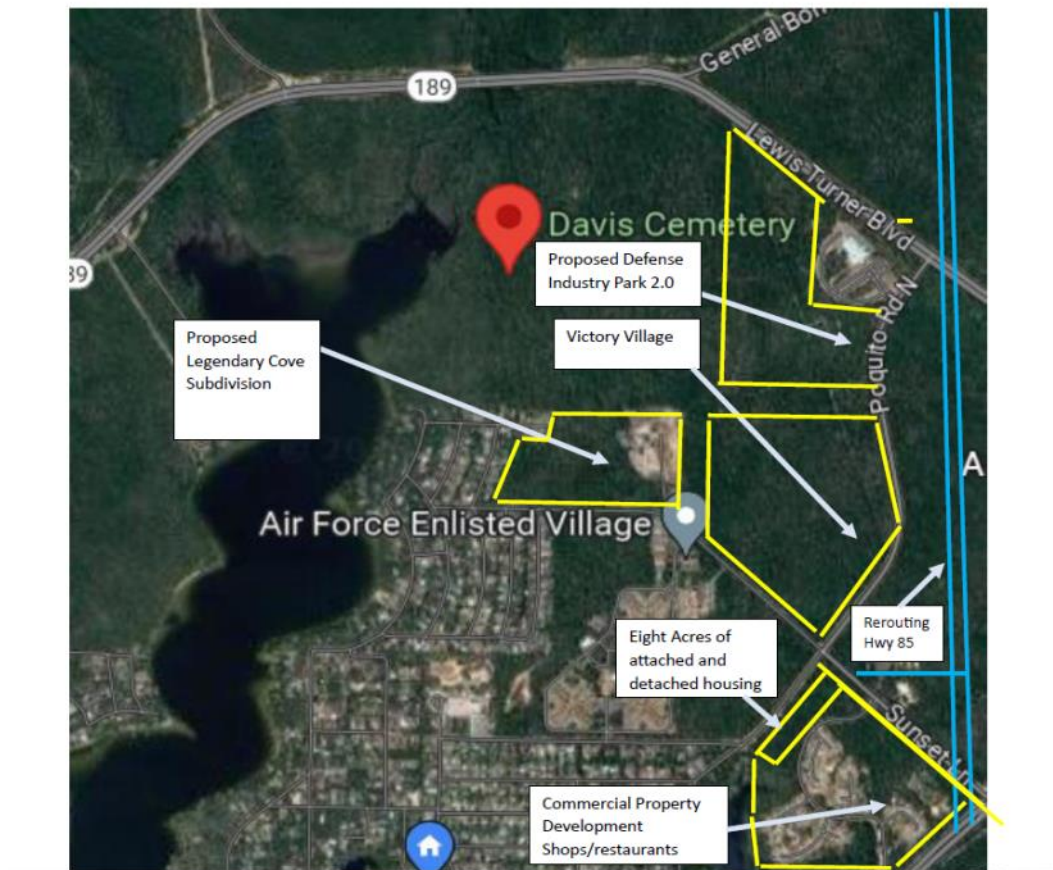 General Bon
189
Lewis-Turner-Blvd
Davis Cemetery
Proposed Defense
Industry Park 2.0
39
Poquito Rd N
Proposed
Legendary Cove
Subdivision
Victory Village
A
Air Force Enlisted Village
Rerouting
Hwy 85
Eight Acres of
attached and
detached housing
Sunset Ln
Commercial Property
Development
Shops/restaurants